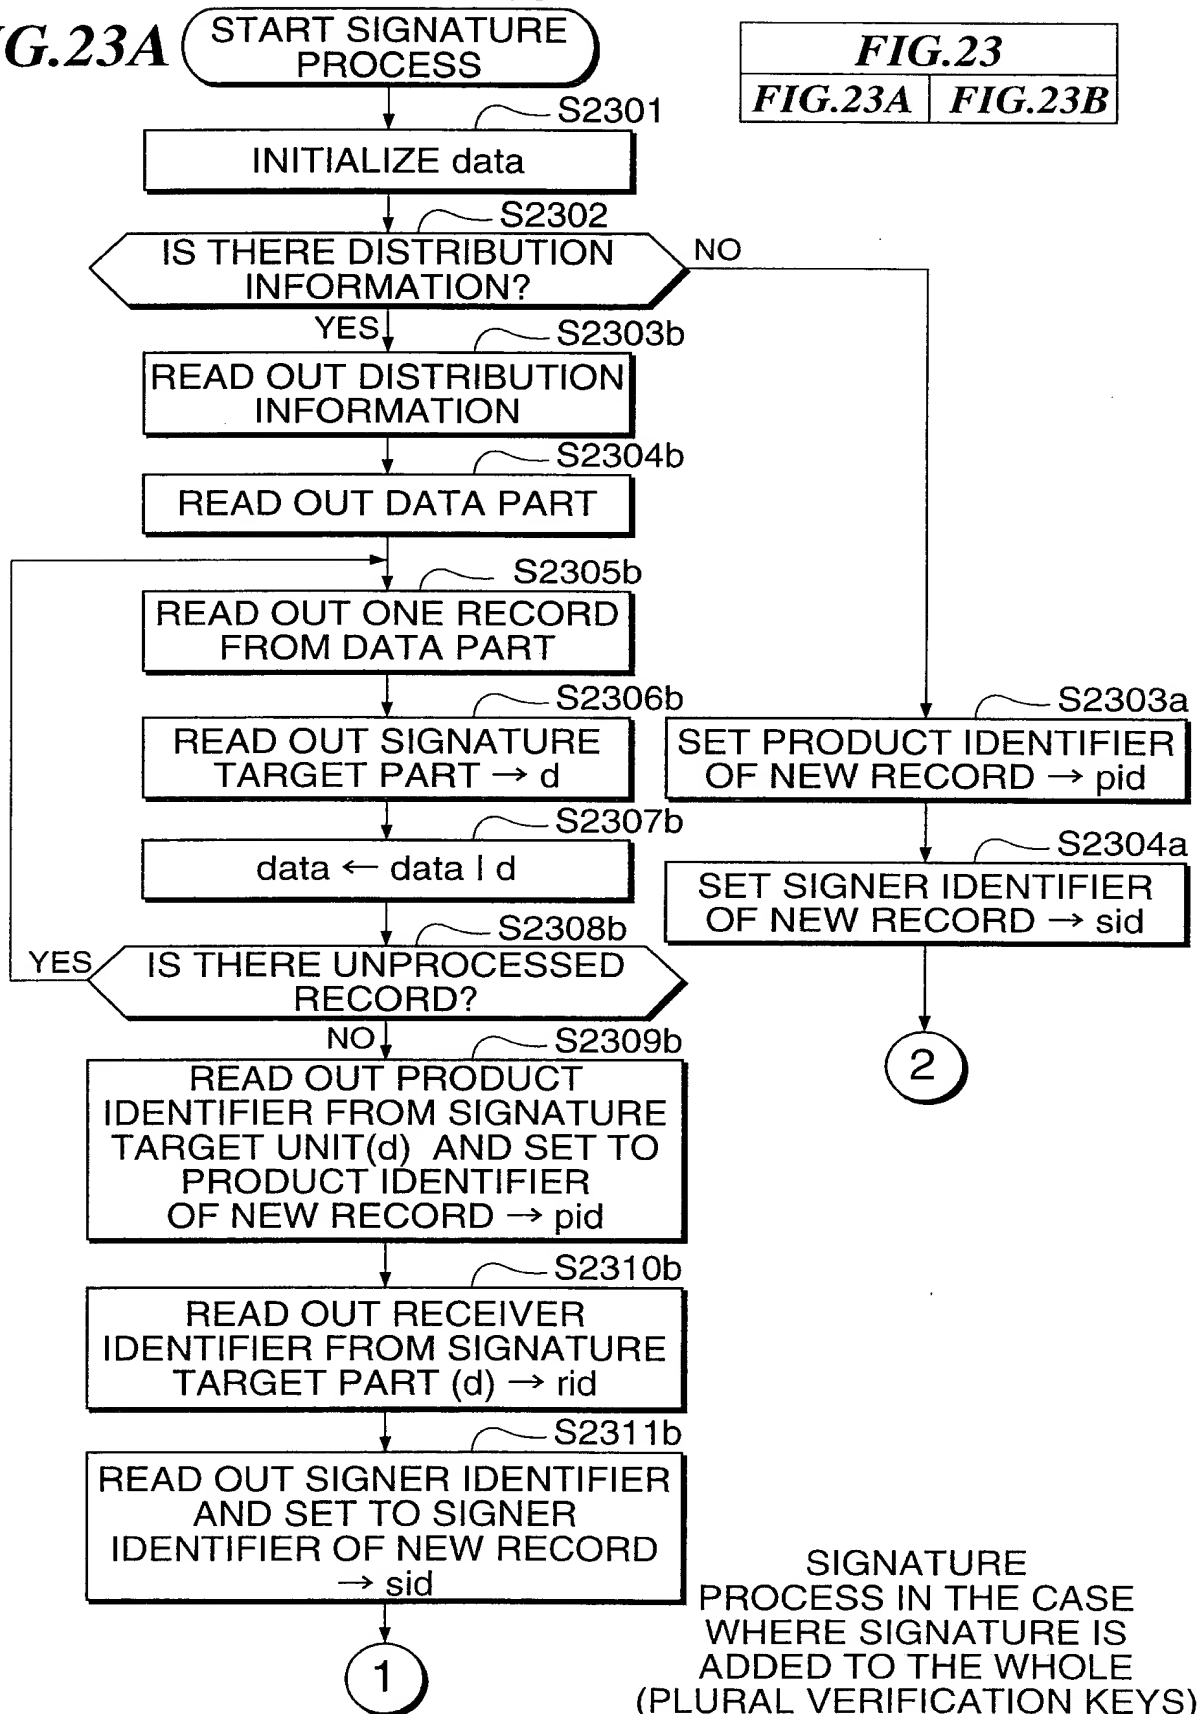 G.23A
START SIGNATURE
PROCESS
FIG.23
FIG.23A FIG.23B
S2301
INITIALIZE data
S2302
IS THERE DISTRIBUTION
INFORMATION?
NO
YES
S2303b
READ OUT DISTRIBUTION
INFORMATION
S2304b
READ OUT DATA PART
S2305b
READ OUT ONE RECORD
FROM DATA PART
S2306b
READ OUT SIGNATURE
TARGET PART → d
S2307b
data ← data | d
S2308b
IS THERE UNPROCESSED
RECORD?
YES
NO
S2309b
READ OUT PRODUCT
IDENTIFIER FROM SIGNATURE
TARGET UNIT(d) AND SET TO
PRODUCT IDENTIFIER
OF NEW RECORD → pid
S2310b
READ OUT RECEIVER
IDENTIFIER FROM SIGNATURE
TARGET PART (d) → rid
S2311b
READ OUT SIGNER IDENTIFIER
AND SET TO SIGNER
IDENTIFIER OF NEW RECORD
→ sid
1
S2303a
SET PRODUCT IDENTIFIER
OF NEW RECORD → pid
S2304a
SET SIGNER IDENTIFIER
OF NEW RECORD → sid
2
SIGNATURE
PROCESS IN THE CASE
WHERE SIGNATURE IS
ADDED TO THE WHOLE
(PLURAL VERIFICATION KEYS)